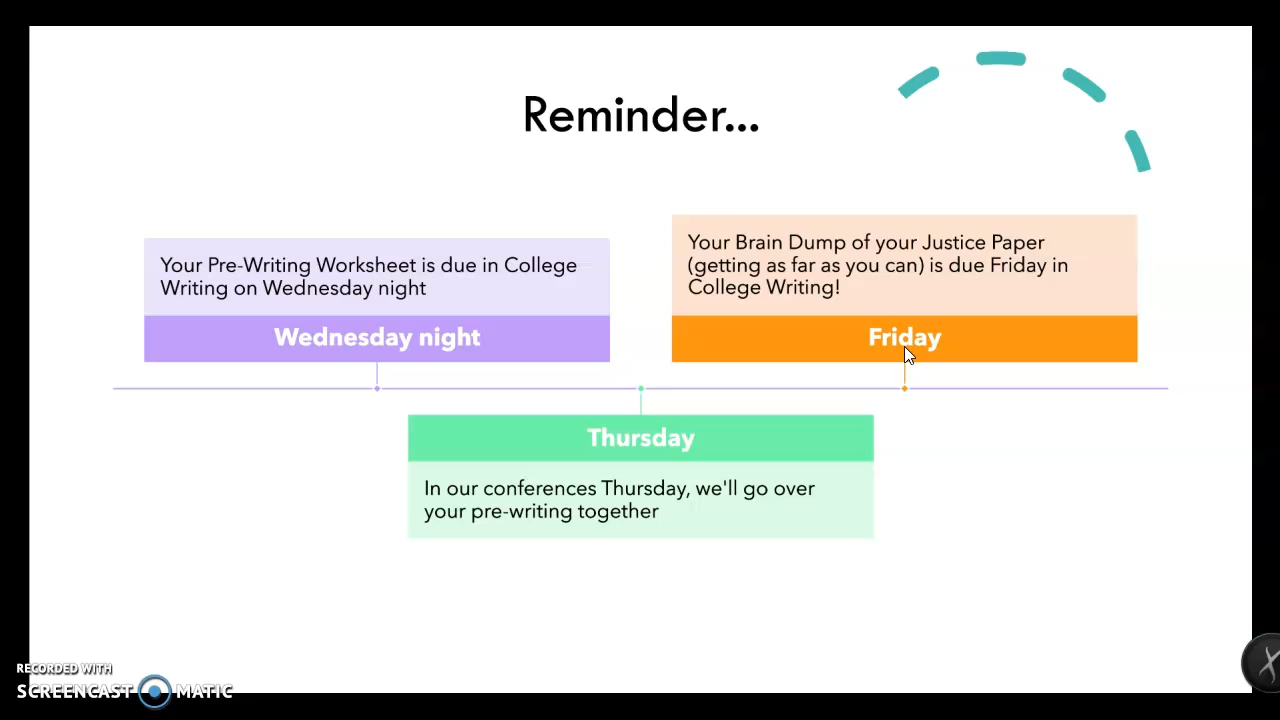 Reminder...
Your Pre-Writing Worksheet is due in College
Writing on Wednesday night
Wednesday night
Your Brain Dump of your Justice Paper
(getting as far as you can) is due Friday in
College Writing!
Friday
Thursday
In our conferences Thursday, we'll go over
your pre-writing together
RECORDED WITH
SCREENCAST MATIC